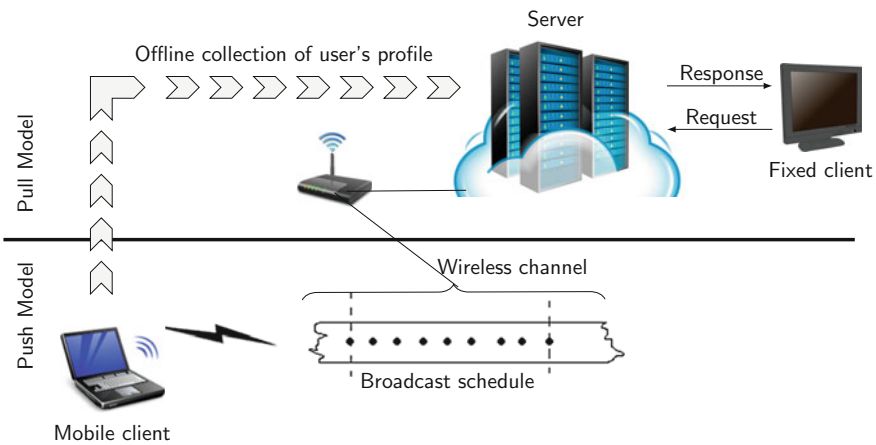 Server
Offline collection of user's profile
Response
Request
Fixed client
Pull Model
Wireless channel
Push Model
Broadcast schedule
Mobile client